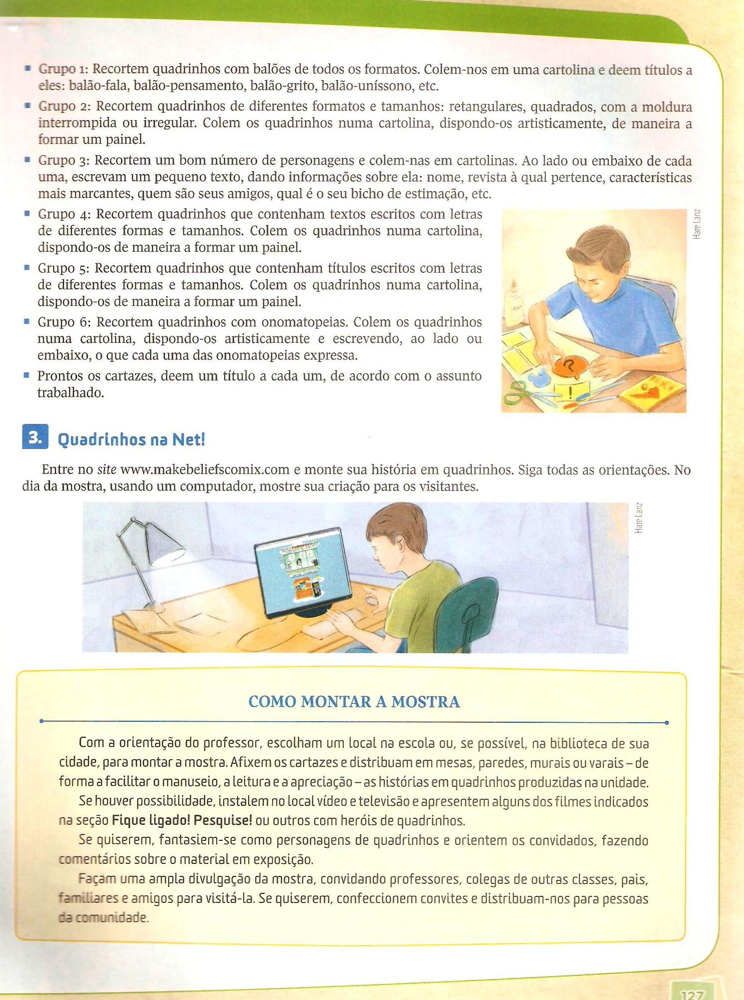 ▪ Grupo 1: Recortem quadrinhos com balões de todos os formatos. Colem-nos em uma cartolina e deem títulos a
eles: balão-fala, balão-pensamento, balão-grito, balão-uníssono, etc.
▪ Grupo 2: Recortem quadrinhos de diferentes formatos e tamanhos: retangulares, quadrados, com a moldura
interrompida ou irregular. Colem os quadrinhos numa cartolina, dispondo-os artisticamente, de maneira a
formar um painel.
▪ Grupo 3: Recortem um bom número de personagens e colem-nas em cartolinas. Ao lado ou embaixo de cada
uma, escrevam um pequeno texto, dando informações sobre ela: nome, revista à qual pertence, características
mais marcantes, quem são seus amigos, qual é o seu bicho de estimação, etc.
▪ Grupo 4: Recortem quadrinhos que contenham textos escritos com letras
de diferentes formas e tamanhos. Colem os quadrinhos numa cartolina,
dispondo-os de maneira a formar um painel.
▪ Grupo 5: Recortem quadrinhos que contenham títulos escritos com letras
de diferentes formas e tamanhos. Colem os quadrinhos numa cartolina,
dispondo-os de maneira a formar um painel.
▪ Grupo 6: Recortem quadrinhos com onomatopeias. Colem os quadrinhos
numa cartolina, dispondo-os artisticamente e escrevendo, ao lado ou
embaixo, o que cada uma das onomatopeias expressa.
▪ Prontos os cartazes, deem um título a cada um, de acordo com o assunto
trabalhado.
Hare Lanz
COLA
?
!
3. Quadrinhos na Net!
Entre no site www.makebeliefscomix.com e monte sua história em quadrinhos. Siga todas as orientações. No
dia da mostra, usando um computador, mostre sua criação para os visitantes.
Hare Lanz
COMO MONTAR A MOSTRA
Com a orientação do professor, escolham um local na escola ou, se possível, na biblioteca de sua
cidade, para montar a mostra. Afixem os cartazes e distribuam em mesas, paredes, murais ou varais – de
forma a facilitar o manuseio, a leitura e a apreciação – as histórias em quadrinhos produzidas na unidade.
Se houver possibilidade, instalem no local vídeo e televisão e apresentem alguns dos filmes indicados
na seção Fique ligado! Pesquise! ou outros com heróis de quadrinhos.
Se quiserem, fantasiem-se como personagens de quadrinhos e orientem os convidados, fazendo
comentários sobre o material em exposição.
Façam uma ampla divulgação da mostra, convidando professores, colegas de outras classes, pais,
familiares e amigos para visitá-la. Se quiserem, confeccionem convites e distribuam-nos para pessoas
da comunidade.
127